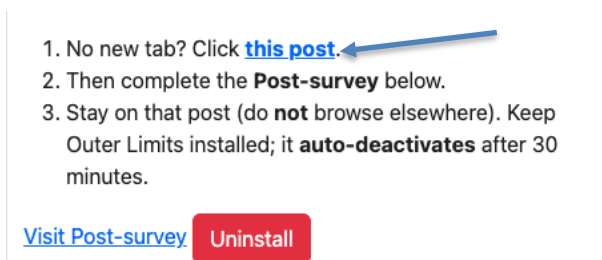 1. No new tab? Click this post.
2. Then complete the Post-survey below.
3. Stay on that post (do not browse elsewhere). Keep
Outer Limits installed; it auto-deactivates after 30
minutes.
Visit Post-survey Uninstall